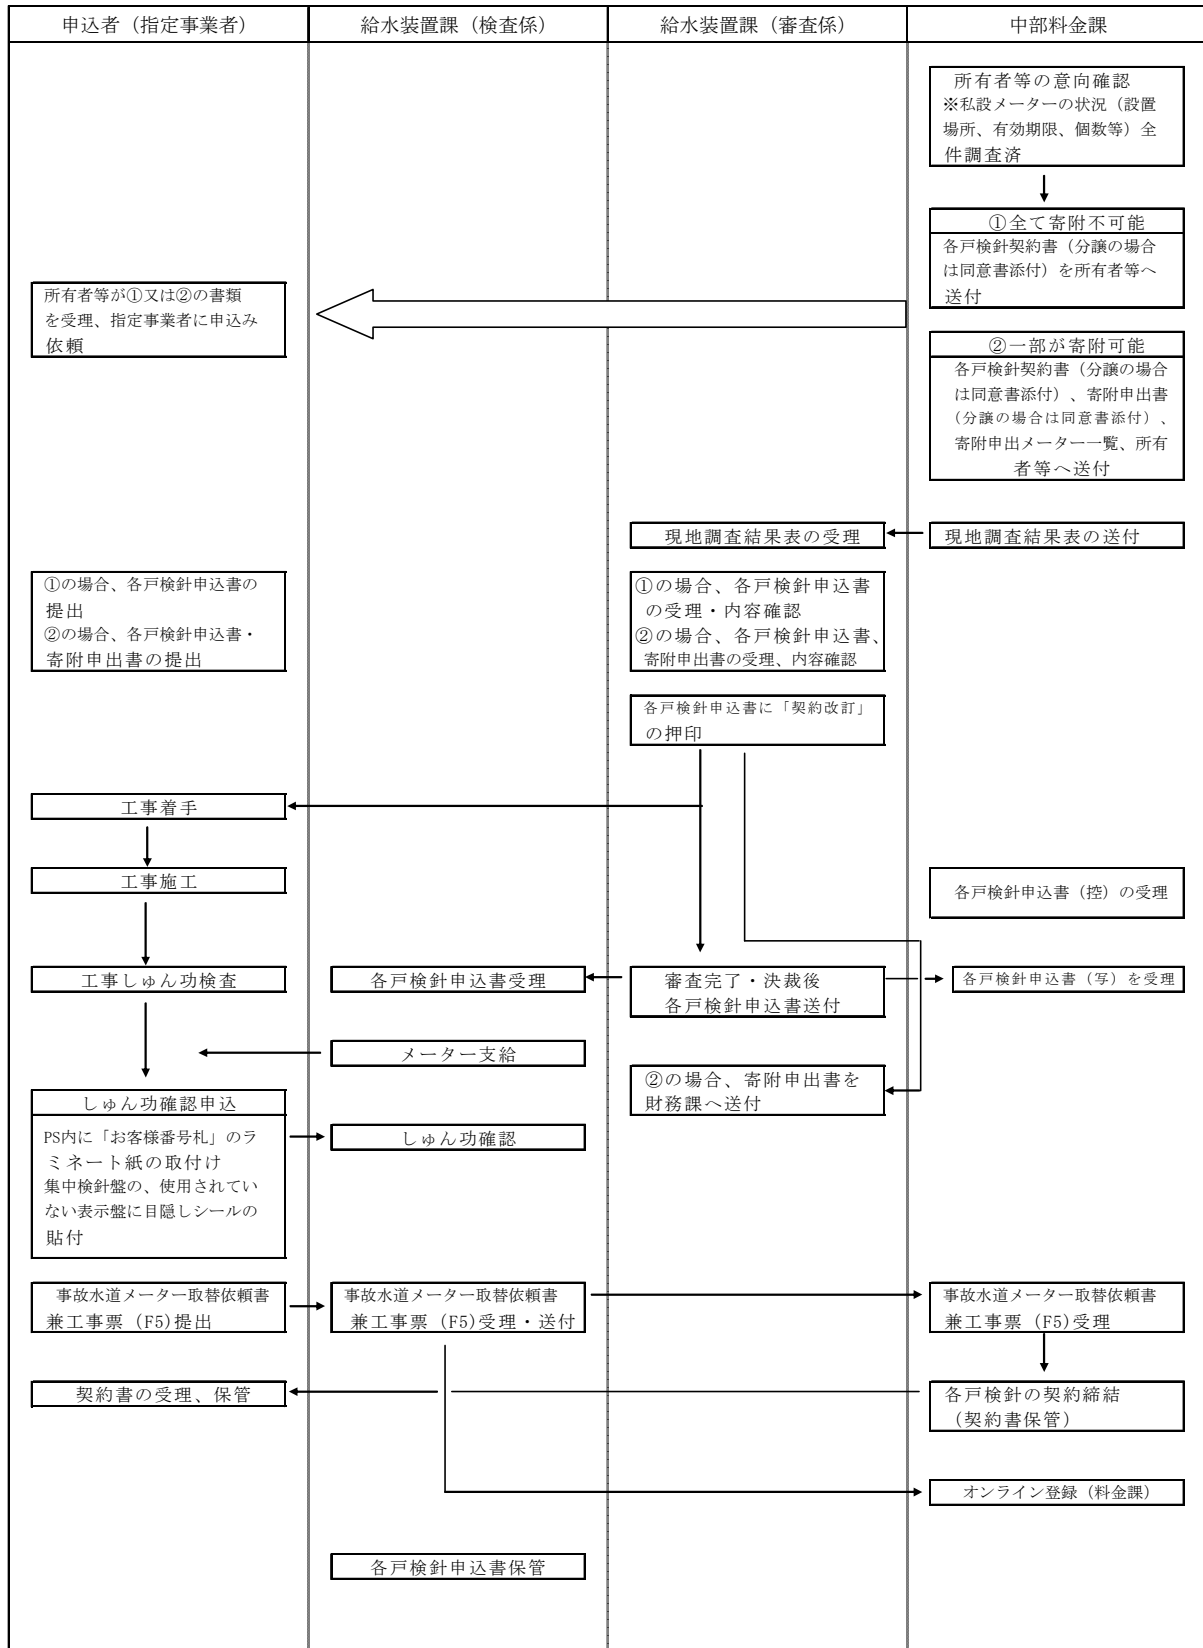 申込者（指定事業者）
給水装置課（検査係）
給水装置課（審査係）
中部料金課
所有者等の意向確認
※私設メーターの状況（設置
場所、有効期限、個数等）全
件調査済
①全て寄附不可能
各戸検針契約書（分譲の場合
は同意書添付）を所有者等へ
送付
所有者等が①又は②の書類
を受理、指定事業者に申込み
依頼
②一部が寄附可能
各戸検針契約書（分譲の場合
は同意書添付）、寄附申出書
（分譲の場合は同意書添付）、
寄附申出メーター一覧、所有
者等へ送付
現地調査結果表の受理
現地調査結果表の送付
①の場合、各戸検針申込書の
提出
②の場合、各戸検針申込書・
寄附申出書の提出
①の場合、各戸検針申込書
の受理・内容確認
②の場合、各戸検針申込書、
寄附申出書の受理、内容確認
各戸検針申込書に「契約改訂」
の押印
工事着手
工事施工
各戸検針申込書（控）の受理
工事しゅん功検査
各戸検針申込書受理
審査完了・決裁後
各戸検針申込書送付
各戸検針申込書（写）を受理
メーター支給
②の場合、寄附申出書を
財務課へ送付
しゅん功確認申込
PS内に「お客様番号札」のラ
ミネート紙の取付け
集中検針盤の、使用されてい
ない表示盤に目隠しシールの
貼付
しゅん功確認
事故水道メーター取替依頼書
兼工事票（F5)提出
事故水道メーター取替依頼書
兼工事票（F5)受理・送付
事故水道メーター取替依頼書
兼工事票（F5)受理
契約書の受理、保管
各戸検針の契約締結
（契約書保管）
オンライン登録（料金課）
各戸検針申込書保管